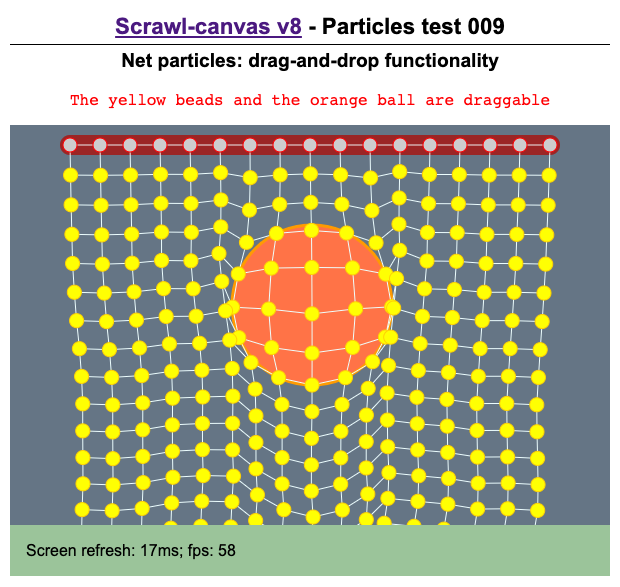 Scrawl-canvas v8 - Particles test 009
Net particles: drag-and-drop functionality
The yellow beads and the orange ball are draggable
Screen refresh: 17ms; fps: 58